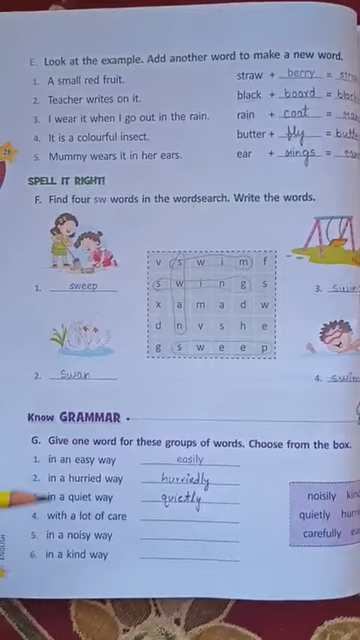 E. Look at the example. Add another word to make a new word.
1. A small red fruit. straw + berry =
2. Teacher writes on it. black + board =
3. I wear it when I go out in the rain. rain + coat =
4. It is a colourful insect. butter + fly =
5. Mummy wears it in her ears. ear + rings =
28
SPELL IT RIGHT!
F. Find four sw words in the wordsearch. Write the words.
v s w i m f
s w i n g s
x a m a d w
d n v s h e
g s w e e p
1. sweep
3.
2. swan
4.
Know GRAMMAR
G. Give one word for these groups of words. Choose from the box.
1. in an easy way easily
2. in a hurried way hurriedly
in a quiet way quietly
4. with a lot of care
5. in a noisy way
6. in a kind way
noisily
quietly
carefully
ENGLISH